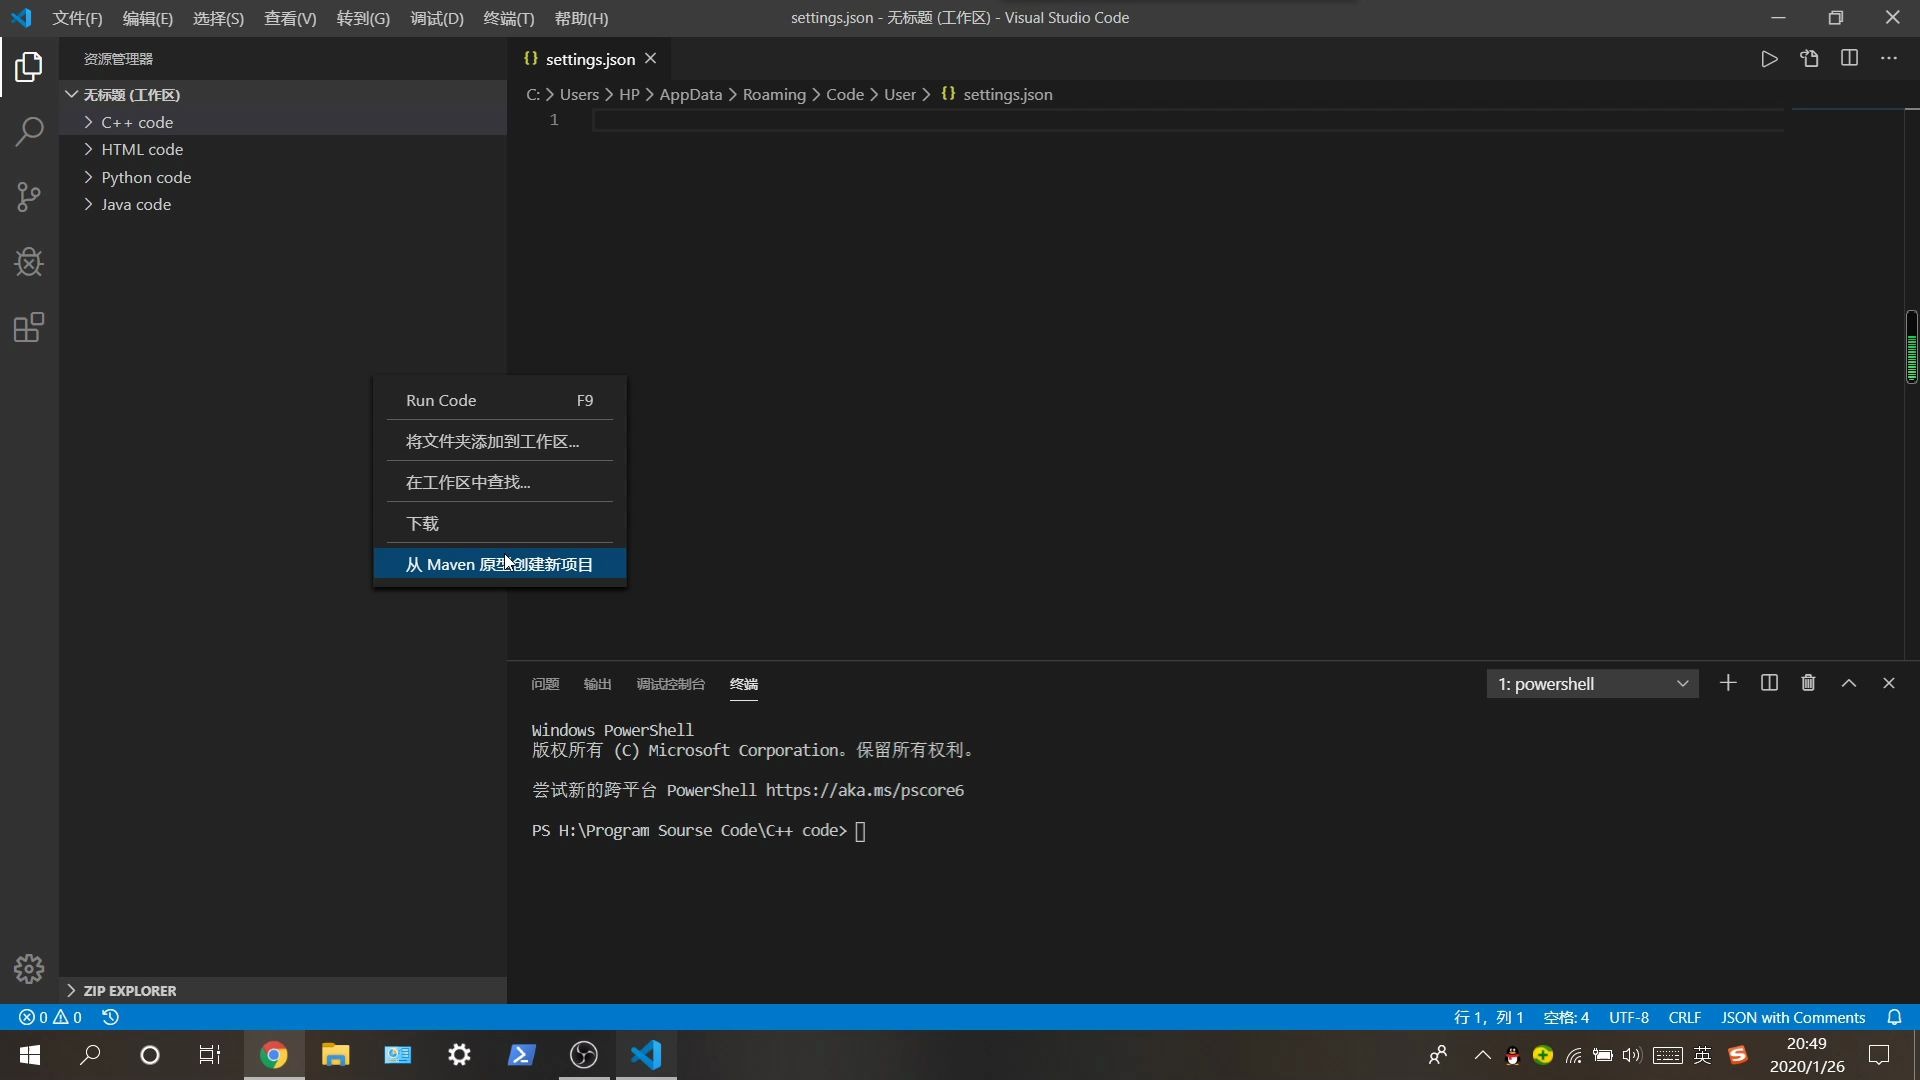 文件(F) 编辑(E) 选择(S) 查看(V) 转到(G) 调试(D) 终端(T) 帮助(H) settings.json - 无标题 (工作区) - Visual Studio Code
资源管理器
settings.json
无标题 (工作区)
C: > Users > HP > AppData > Roaming > Code > User > {} settings.json
1
C++ code
HTML code
Python code
Java code
Run Code F9
将文件夹添加到工作区...
在工作区中查找...
下载
从 Maven 原型创建新项目
问题 输出 调试控制台 终端 1: powershell
Windows PowerShell
版权所有 (C) Microsoft Corporation。保留所有权利。
尝试新的跨平台 PowerShell https://aka.ms/pscore6
PS H:\Program Sourse Code\C++ code>
ZIP EXPLORER
0 0 行 1，列 1 空格: 4 UTF-8 CRLF JSON with Comments
英 20:49
2020/1/26